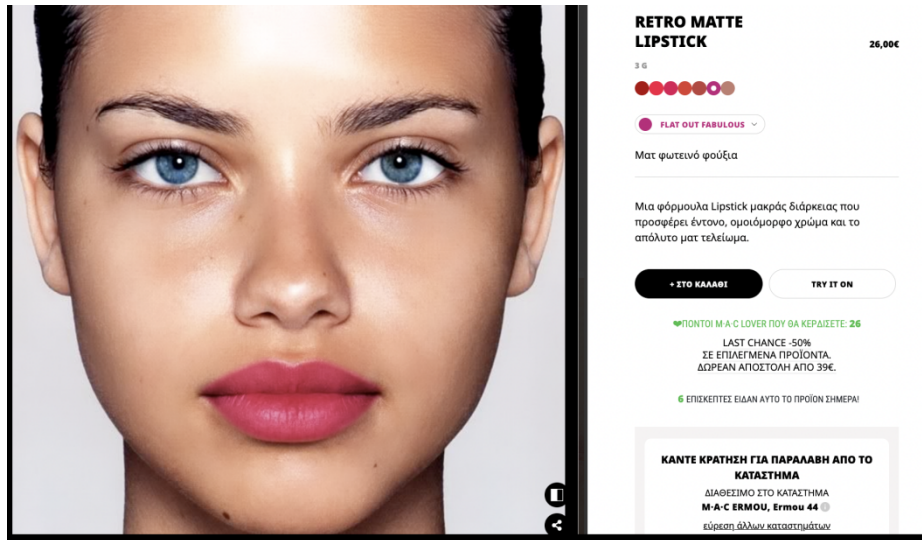 RETRO MATTE
LIPSTICK
26,00€
3 G
FLAT OUT FABULOUS
Ματ φωτεινό φούξια
Μια φόρμουλα Lipstick μακράς διάρκειας που
προσφέρει έντονο, ομοιόμορφο χρώμα και το
απόλυτο ματ τελείωμα.
+ ΣΤΟ ΚΑΛΑΘΙ
TRY IT ON
❤ΠΟΝΤΟΙ M·A·C LOVER ΠΟΥ ΘΑ ΚΕΡΔΙΣΕΤΕ: 26
LAST CHANCE -50%
ΣΕ ΕΠΙΛΕΓΜΕΝΑ ΠΡΟΪΟΝΤΑ.
ΔΩΡΕΑΝ ΑΠΟΣΤΟΛΗ ΑΠΟ 39€.
6 ΕΠΙΣΚΕΠΤΕΣ ΕΙΔΑΝ ΑΥΤΟ ΤΟ ΠΡΟΪΟΝ ΣΗΜΕΡΑ!
ΚΑΝΤΕ ΚΡΑΤΗΣΗ ΓΙΑ ΠΑΡΑΛΑΒΗ ΑΠΟ ΤΟ
ΚΑΤΑΣΤΗΜΑ
ΔΙΑΘΕΣΙΜΟ ΣΤΟ ΚΑΤΑΣΤΗΜΑ
M·A·C ERMOU, Ermou 44
εύρεση άλλων καταστημάτων